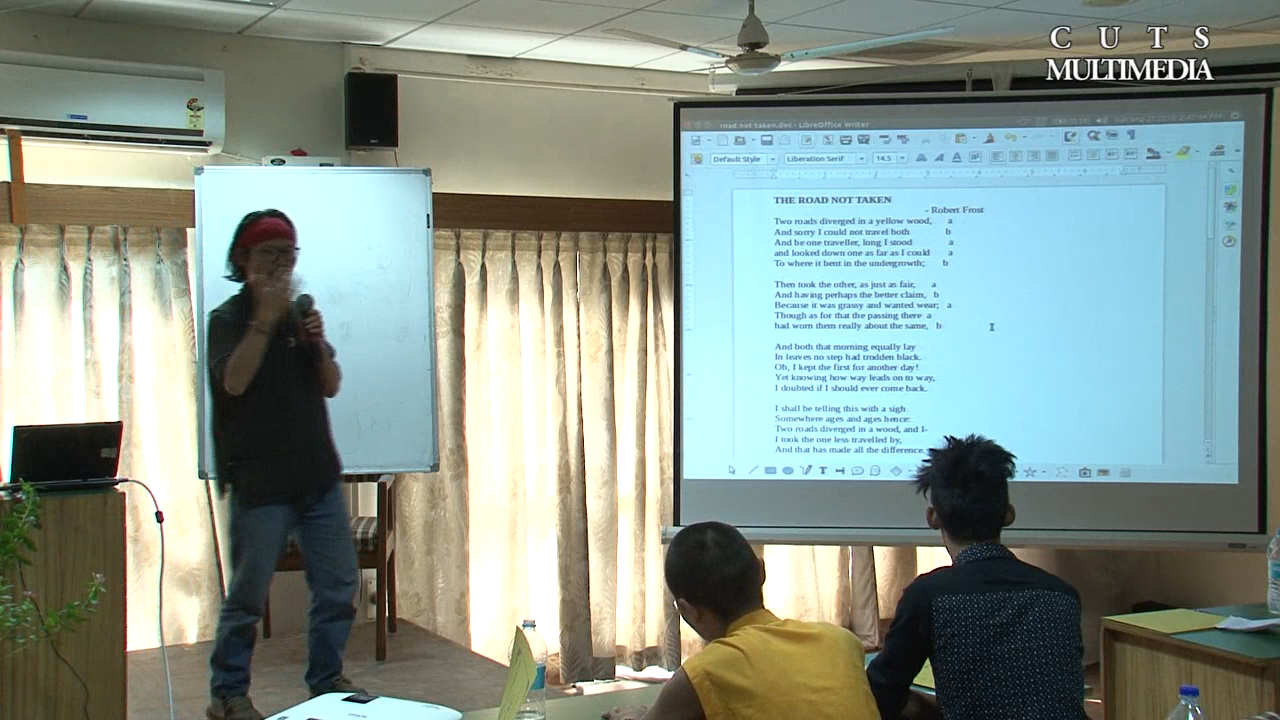 C U T S
MULTIMEDIA
road not taken.doc - LibreOffice Writer
Default Style
Liberation Serif
14.5
THE ROAD NOT TAKEN
- Robert Frost
Two roads diverged in a yellow wood, a
And sorry I could not travel both b
And be one traveller, long I stood a
and looked down one as far as I could a
To where it bent in the undergrowth; b
Then took the other, as just as fair, a
And having perhaps the better claim, b
Because it was grassy and wanted wear; a
Though as for that the passing there a
had worn them really about the same, b
And both that morning equally lay
In leaves no step had trodden black.
Oh, I kept the first for another day!
Yet knowing how way leads on to way,
I doubted if I should ever come back.
I shall be telling this with a sigh
Somewhere ages and ages hence:
Two roads diverged in a wood, and I-
I took the one less travelled by,
And that has made all the difference.